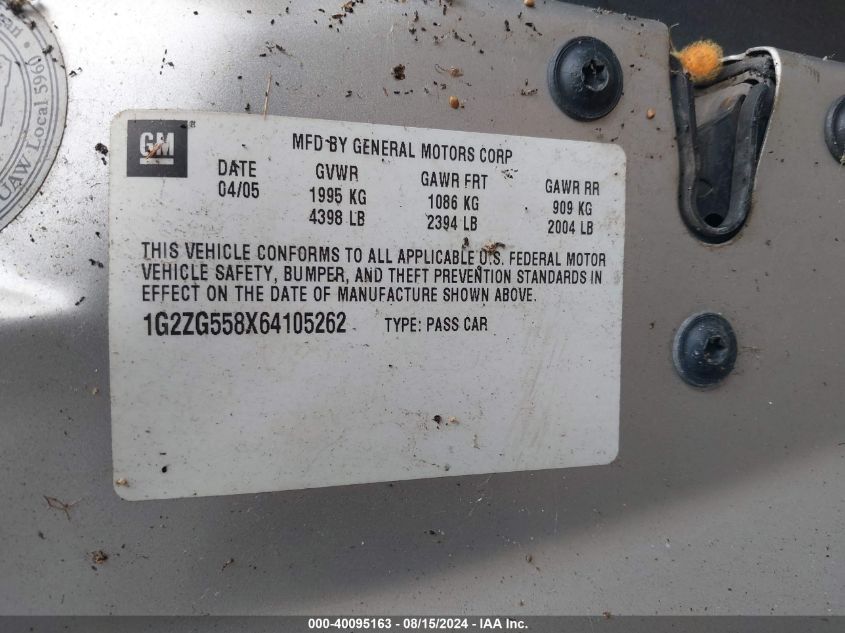 UAW Local 5960
GM
MFD BY GENERAL MOTORS CORP
DATE GVWR GAWR FRT GAWR RR
04/05 1995 KG 1086 KG 909 KG
4398 LB 2394 LB 2004 LB
THIS VEHICLE CONFORMS TO ALL APPLICABLE U.S. FEDERAL MOTOR
VEHICLE SAFETY, BUMPER, AND THEFT PREVENTION STANDARDS IN
EFFECT ON THE DATE OF MANUFACTURE SHOWN ABOVE.
1G2ZG558X64105262 TYPE: PASS CAR
000-40095163 - 08/15/2024 - IAA Inc.